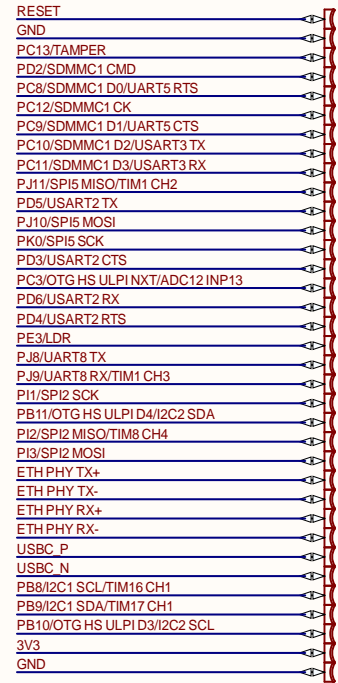 RESET
GND
PC13/TAMPER
PD2/SDMMC1 CMD
PC8/SDMMC1 D0/UART5 RTS
PC12/SDMMC1 CK
PC9/SDMMC1 D1/UART5 CTS
PC10/SDMMC1 D2/USART3 TX
PC11/SDMMC1 D3/USART3 RX
PJ11/SPI5 MISO/TIM1 CH2
PD5/USART2 TX
PJ10/SPI5 MOSI
PK0/SPI5 SCK
PD3/USART2 CTS
PC3/OTG HS ULPI NXT/ADC12 INP13
PD6/USART2 RX
PD4/USART2 RTS
PE3/LDR
PJ8/UART8 TX
PJ9/UART8 RX/TIM1 CH3
PI1/SPI2 SCK
PB11/OTG HS ULPI D4/I2C2 SDA
PI2/SPI2 MISO/TIM8 CH4
PI3/SPI2 MOSI
ETH PHY TX+
ETH PHY TX-
ETH PHY RX+
ETH PHY RX-
USBC_P
USBC_N
PB8/I2C1 SCL/TIM16 CH1
PB9/I2C1 SDA/TIM17 CH1
PB10/OTG HS ULPI D3/I2C2 SCL
3V3
GND